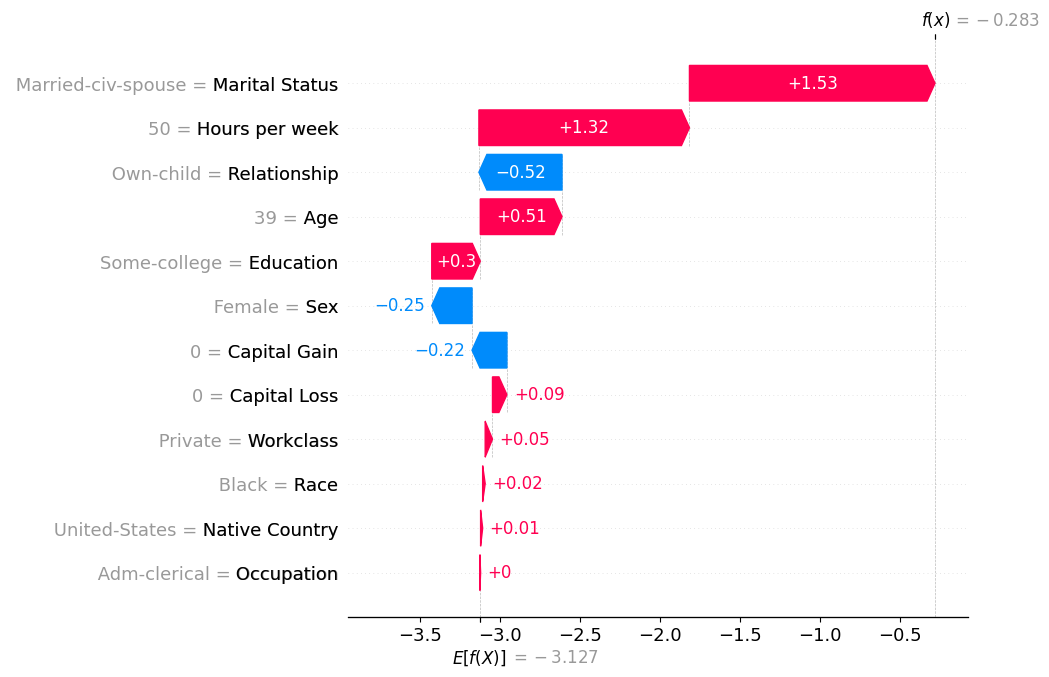 f(x) = −0.283
Married-civ-spouse = Marital Status +1.53
50 = Hours per week +1.32
Own-child = Relationship −0.52
39 = Age +0.51
Some-college = Education +0.3
Female = Sex −0.25
0 = Capital Gain −0.22
0 = Capital Loss +0.09
Private = Workclass +0.05
Black = Race +0.02
United-States = Native Country +0.01
Adm-clerical = Occupation +0
−3.5 −3.0 −2.5 −2.0 −1.5 −1.0 −0.5
E[f(X)] = −3.127